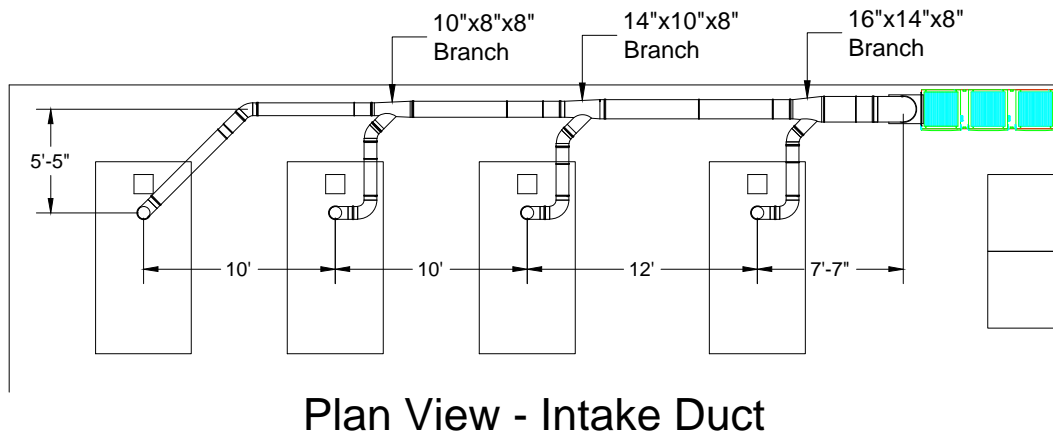 10"x8"x8"
Branch
14"x10"x8"
Branch
16"x14"x8"
Branch
5'-5"
10'
10'
12'
7'-7"
Plan View - Intake Duct